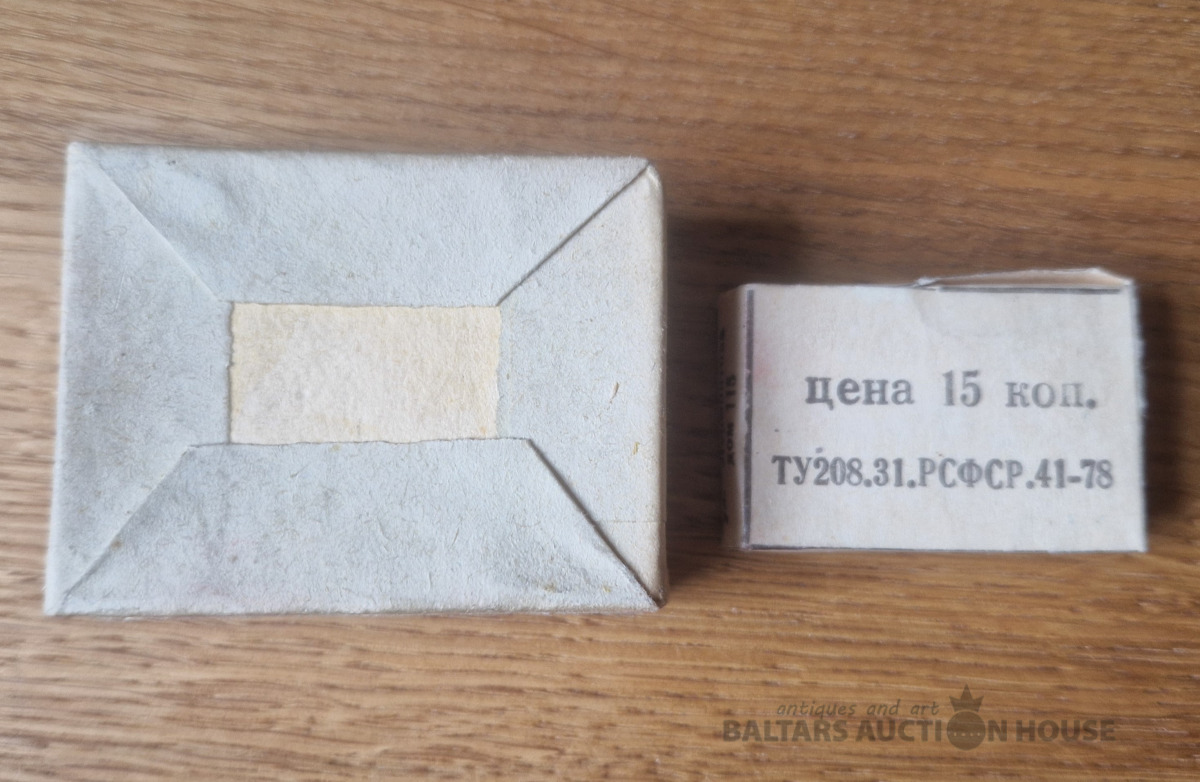 цена 15 коп.
ТУ208.31.РСФСР.41-78
antiques and art
BALTARS AUCTION HOUSE